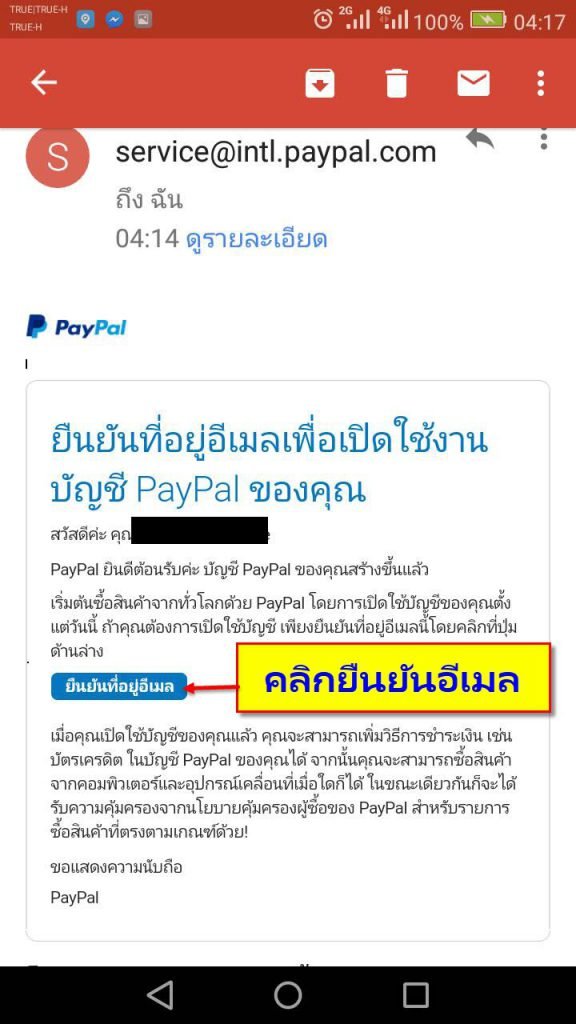 TRUE|TRUE-H
TRUE-H
2G
4G
100%
04:17
S
service@intl.paypal.com
ถึง ฉัน
04:14 ดูรายละเอียด
PayPal
ยืนยันที่อยู่อีเมลเพื่อเปิดใช้งาน
บัญชี PayPal ของคุณ
สวัสดีค่ะ คุณ
PayPal ยินดีต้อนรับค่ะ บัญชี PayPal ของคุณสร้างขึ้นแล้ว
เริ่มต้นซื้อสินค้าจากทั่วโลกด้วย PayPal โดยการเปิดใช้บัญชีของคุณตั้ง
แต่วันนี้ ถ้าคุณต้องการเปิดใช้บัญชี เพียงยืนยันที่อยู่อีเมลนี้โดยคลิกที่ปุ่ม
ด้านล่าง
ยืนยันที่อยู่อีเมล
คลิกยืนยันอีเมล
เมื่อคุณเปิดใช้บัญชีของคุณแล้ว คุณจะสามารถเพิ่มวิธีการชำระเงิน เช่น
บัตรเครดิต ในบัญชี PayPal ของคุณได้ จากนั้นคุณจะสามารถซื้อสินค้า
จากคอมพิวเตอร์และอุปกรณ์เคลื่อนที่เมื่อใดก็ได้ ในขณะเดียวกันก็จะได้
รับความคุ้มครองจากนโยบายคุ้มครองผู้ซื้อของ PayPal สำหรับรายการ
ซื้อสินค้าที่ตรงตามเกณฑ์ด้วย!
ขอแสดงความนับถือ
PayPal